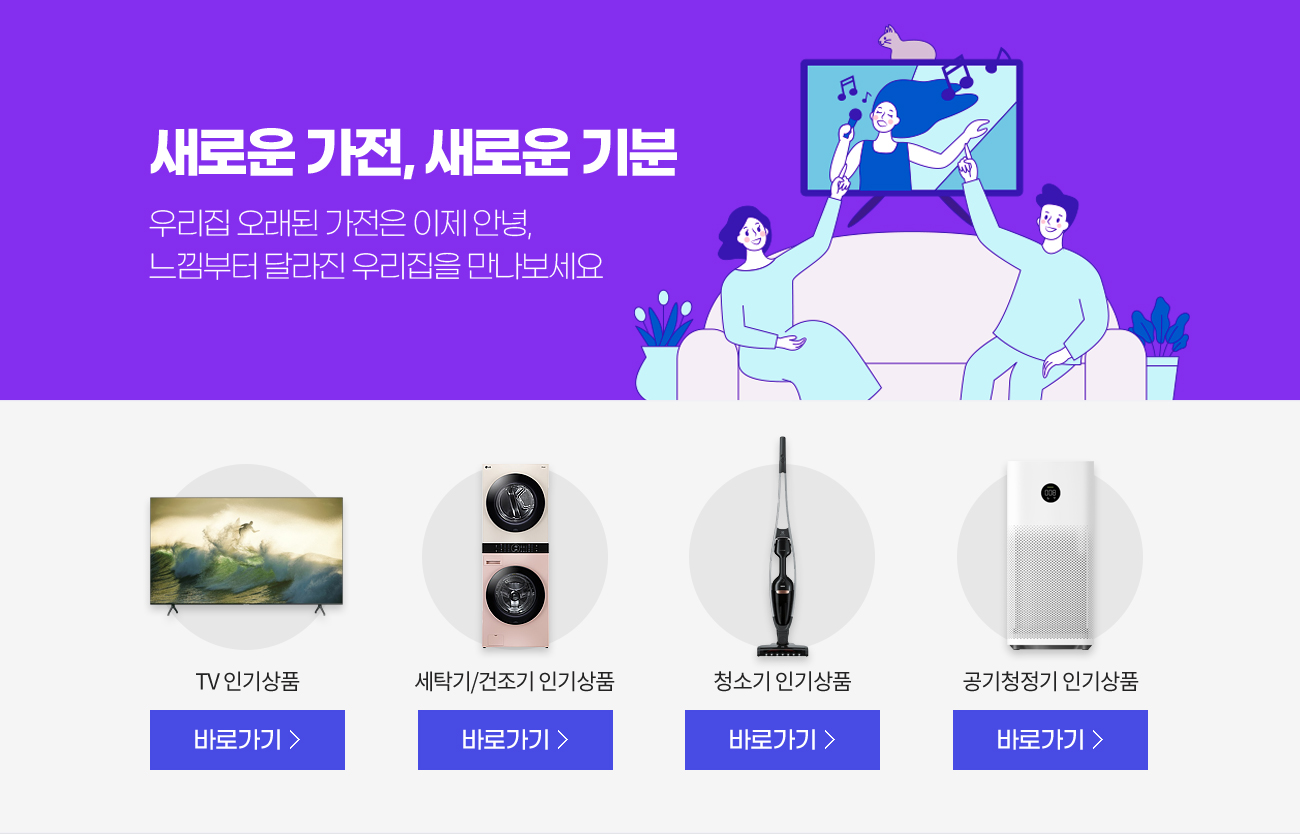 새로운 가전, 새로운 기분
우리집 오래된 가전은 이제 안녕,
느낌부터 달라진 우리집을 만나보세요
TV 인기상품
세탁기/건조기 인기상품
청소기 인기상품
공기청정기 인기상품
바로가기
바로가기
바로가기
바로가기